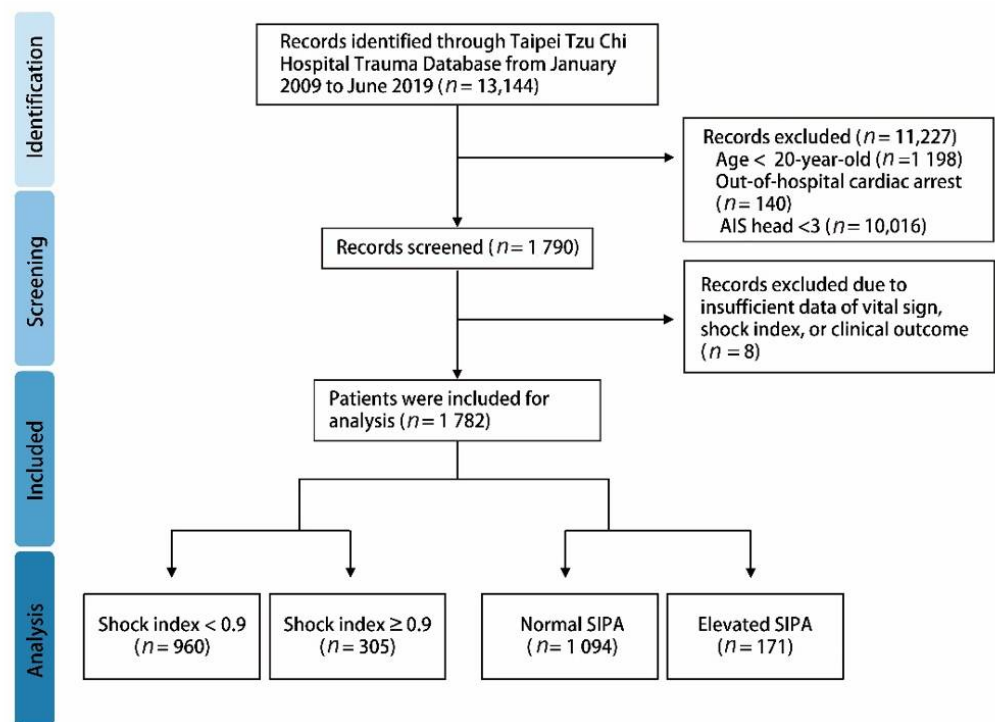 Identification
Records identified through Taipei Tzu Chi
Hospital Trauma Database from January
2009 to June 2019 (n = 13,144)
Records excluded (n = 11,227)
Age < 20-year-old (n =1 198)
Out-of-hospital cardiac arrest
(n = 140)
AIS head <3 (n = 10,016)
Screening
Records screened (n = 1 790)
Records excluded due to
insufficient data of vital sign,
shock index, or clinical outcome
(n = 8)
Included
Patients were included for
analysis (n = 1 782)
Analysis
Shock index < 0.9
(n = 960)
Shock index ≥ 0.9
(n = 305)
Normal SIPA
(n = 1 094)
Elevated SIPA
(n = 171)